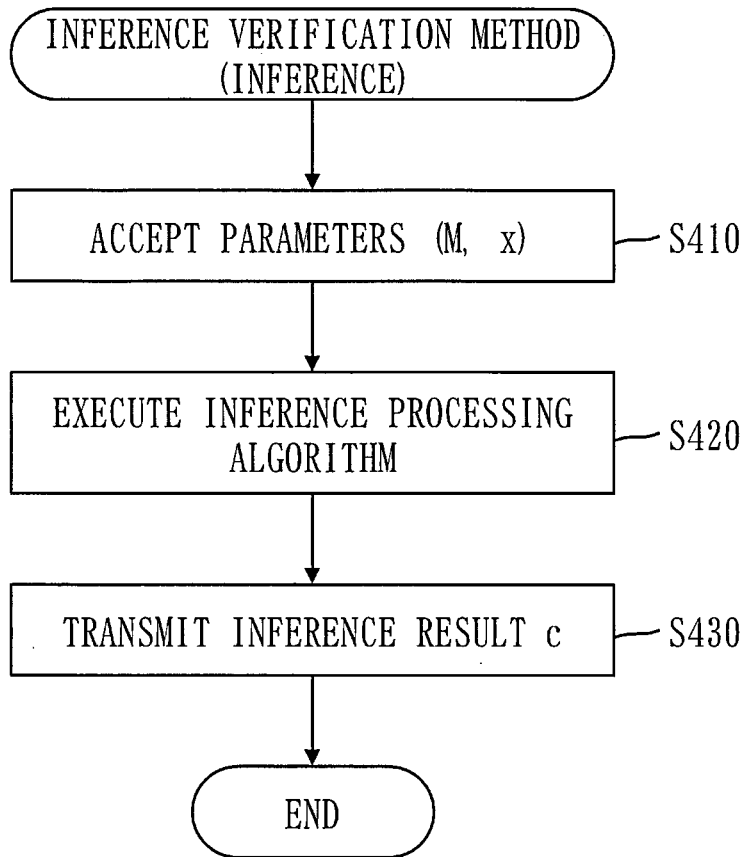 INFERENCE VERIFICATION METHOD
(INFERENCE)
ACCEPT PARAMETERS (M, x)
S410
EXECUTE INFERENCE PROCESSING
ALGORITHM
S420
TRANSMIT INFERENCE RESULT c
S430
END